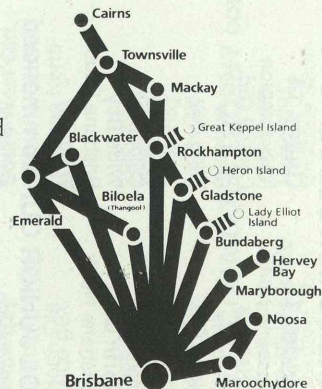 Cairns
Townsville
Mackay
Great Keppel Island
Blackwater
Rockhampton
Heron Island
Biloela
(Thangool)
Gladstone
Lady Elliot
Island
Emerald
Bundaberg
Hervey
Bay
Maryborough
Noosa
Brisbane
Maroochydore